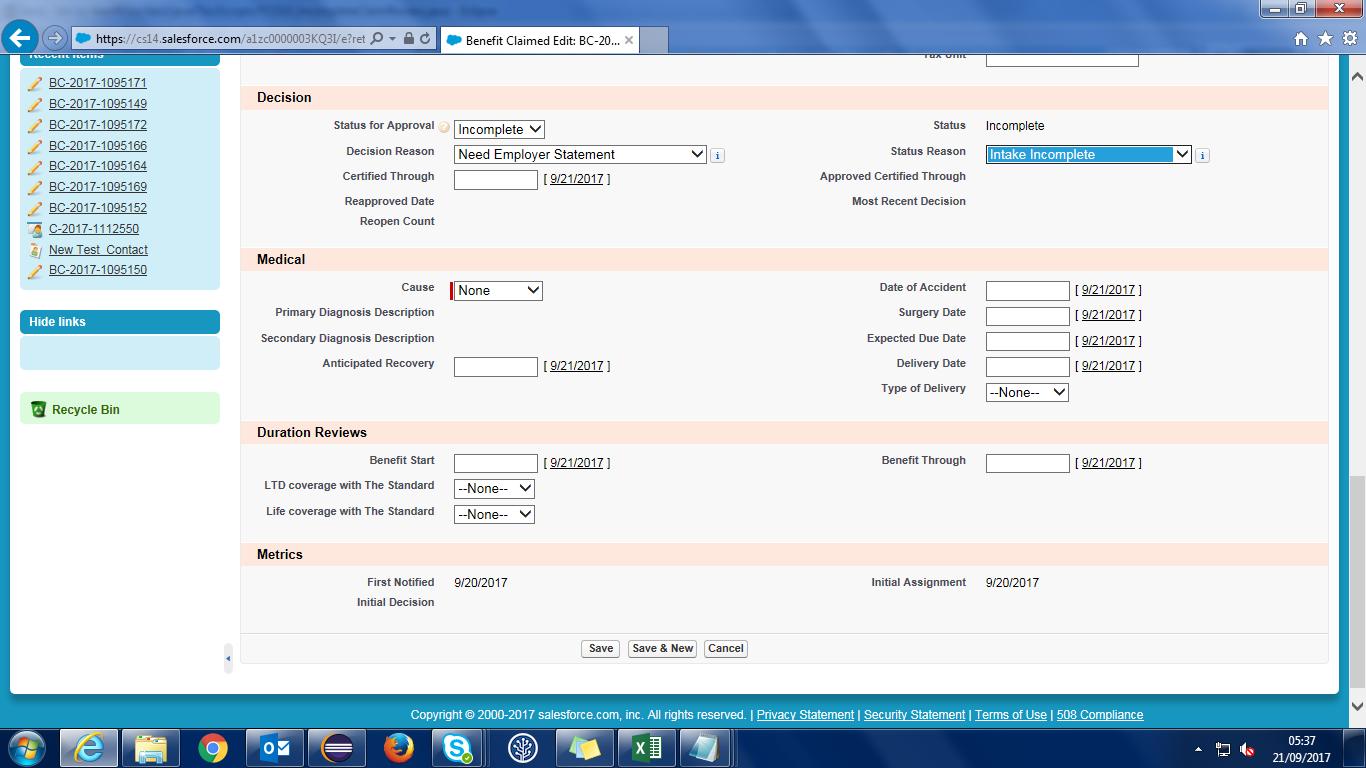 https://cs14.salesforce.com/a1zc0000003KQ3I/e?ret
Benefit Claimed Edit: BC-20...
Recent Items
BC-2017-1095171
BC-2017-1095149
BC-2017-1095172
BC-2017-1095166
BC-2017-1095164
BC-2017-1095169
BC-2017-1095152
C-2017-1112550
New Test Contact
BC-2017-1095150
Hide links
Recycle Bin
Tax Unit
Decision
Status for Approval Incomplete Status Incomplete
Decision Reason Need Employer Statement Status Reason Intake Incomplete
Certified Through [ 9/21/2017 ] Approved Certified Through
Reapproved Date Most Recent Decision
Reopen Count
Medical
Cause None Date of Accident [ 9/21/2017 ]
Primary Diagnosis Description Surgery Date [ 9/21/2017 ]
Secondary Diagnosis Description Expected Due Date [ 9/21/2017 ]
Anticipated Recovery [ 9/21/2017 ] Delivery Date [ 9/21/2017 ]
Type of Delivery --None--
Duration Reviews
Benefit Start [ 9/21/2017 ] Benefit Through [ 9/21/2017 ]
LTD coverage with The Standard --None--
Life coverage with The Standard --None--
Metrics
First Notified 9/20/2017 Initial Assignment 9/20/2017
Initial Decision
Save Save & New Cancel
Copyright © 2000-2017 salesforce.com, inc. All rights reserved. | Privacy Statement | Security Statement | Terms of Use | 508 Compliance
05:37
21/09/2017